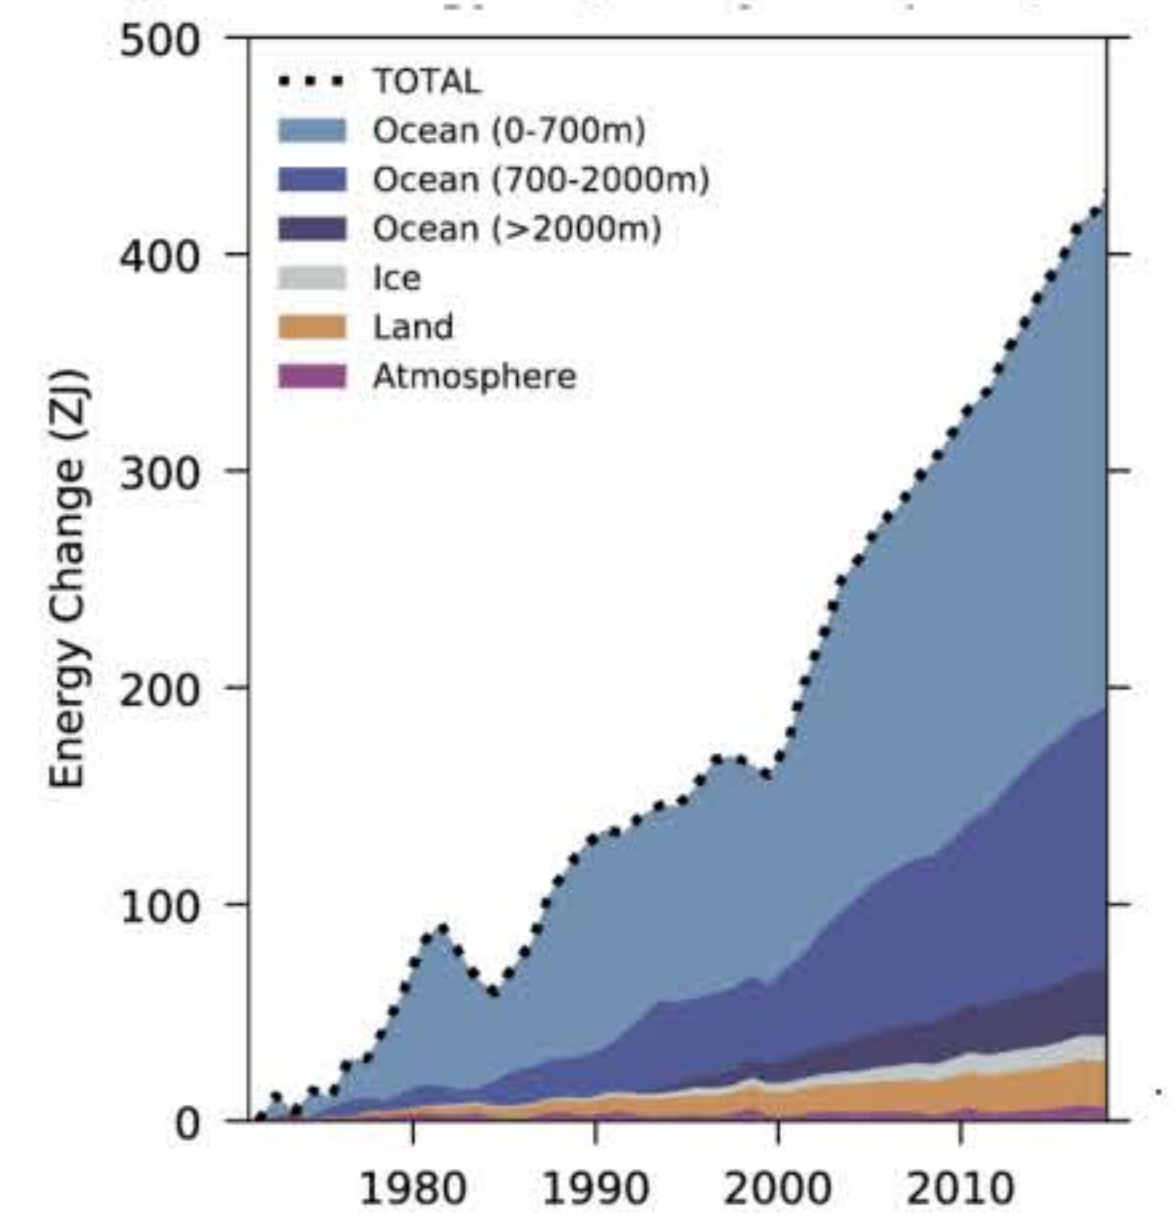 500
TOTAL
Ocean (0-700m)
Ocean (700-2000m)
Ocean (>2000m)
Ice
Land
Atmosphere
400
300
200
100
0
Energy Change (ZJ)
1980 1990 2000 2010